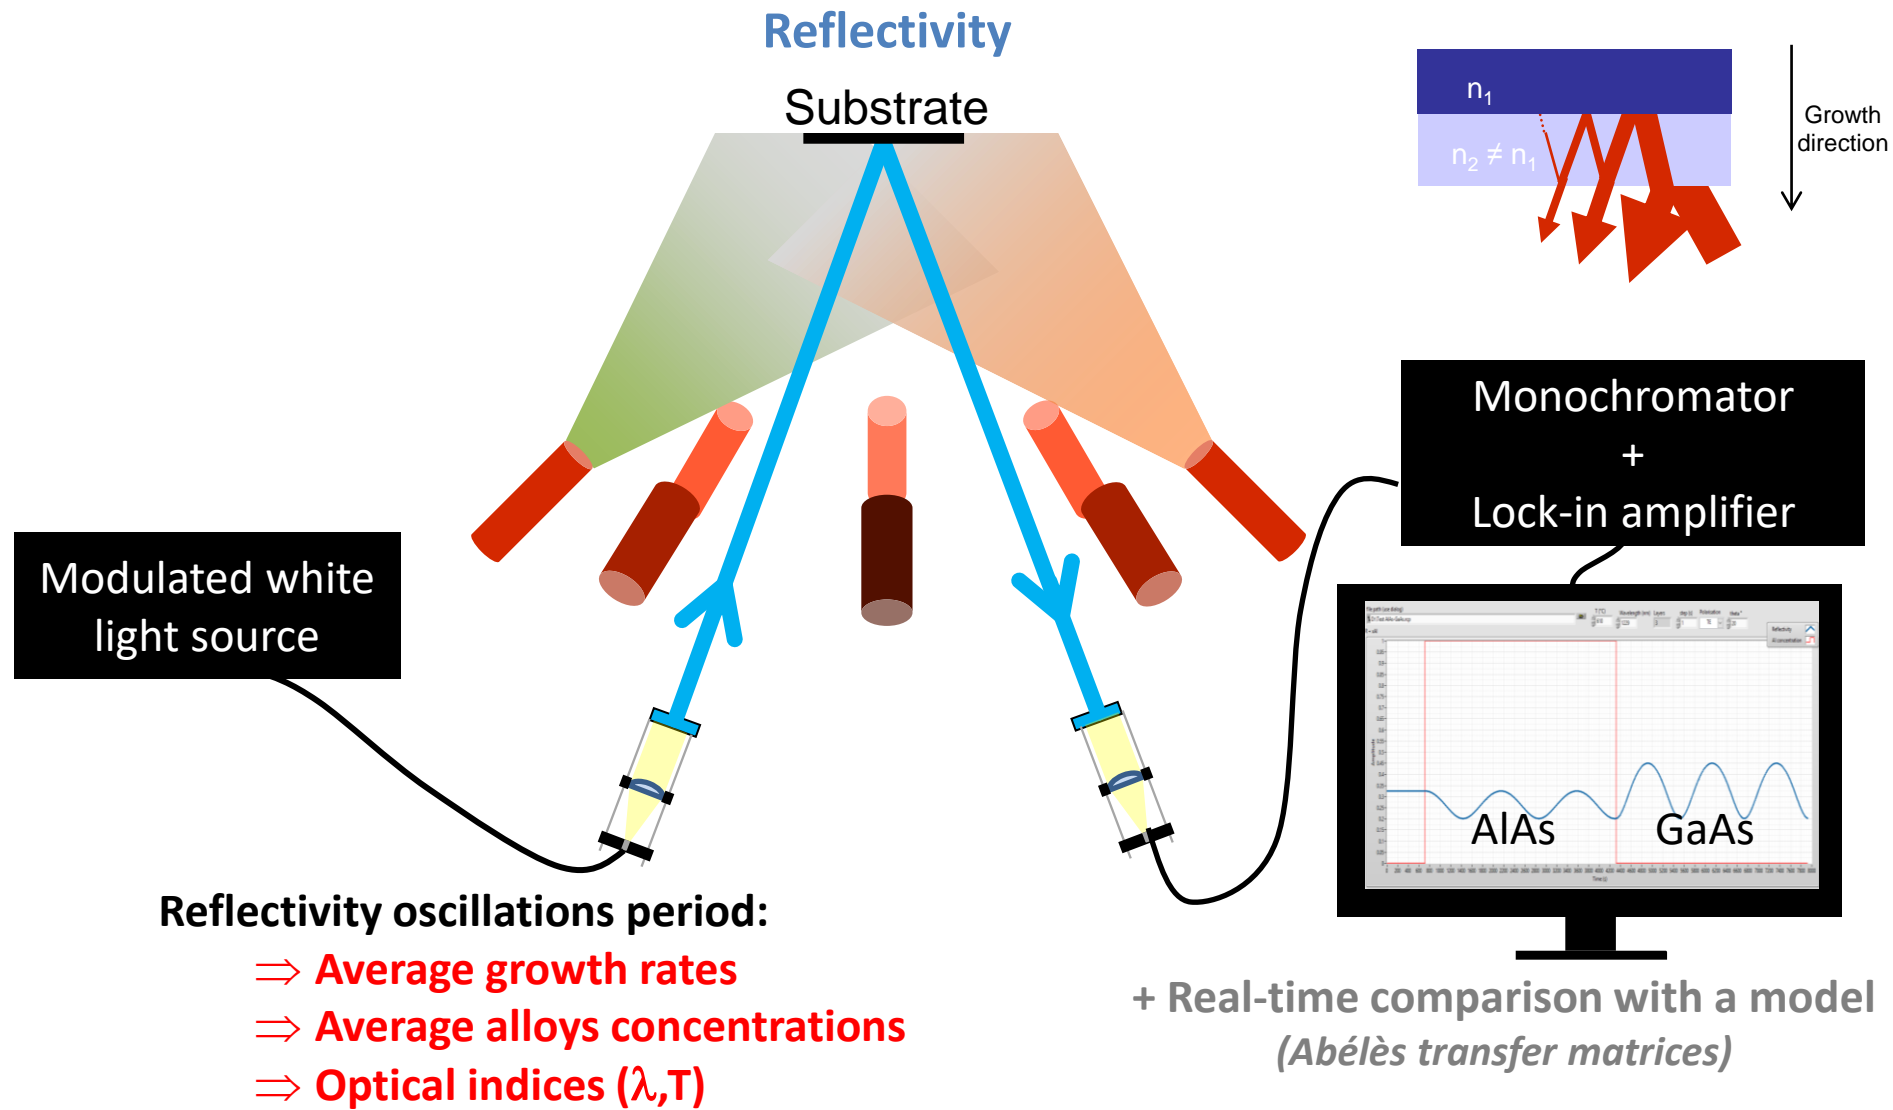 Reflectivity
Substrate
n1
n2 ≠ n1
Growth
direction
Monochromator
+
Lock-in amplifier
Modulated white
light source
AlAs
GaAs
Reflectivity oscillations period:
⇒ Average growth rates
⇒ Average alloys concentrations
⇒ Optical indices (λ,T)
+ Real-time comparison with a model
(Abélès transfer matrices)